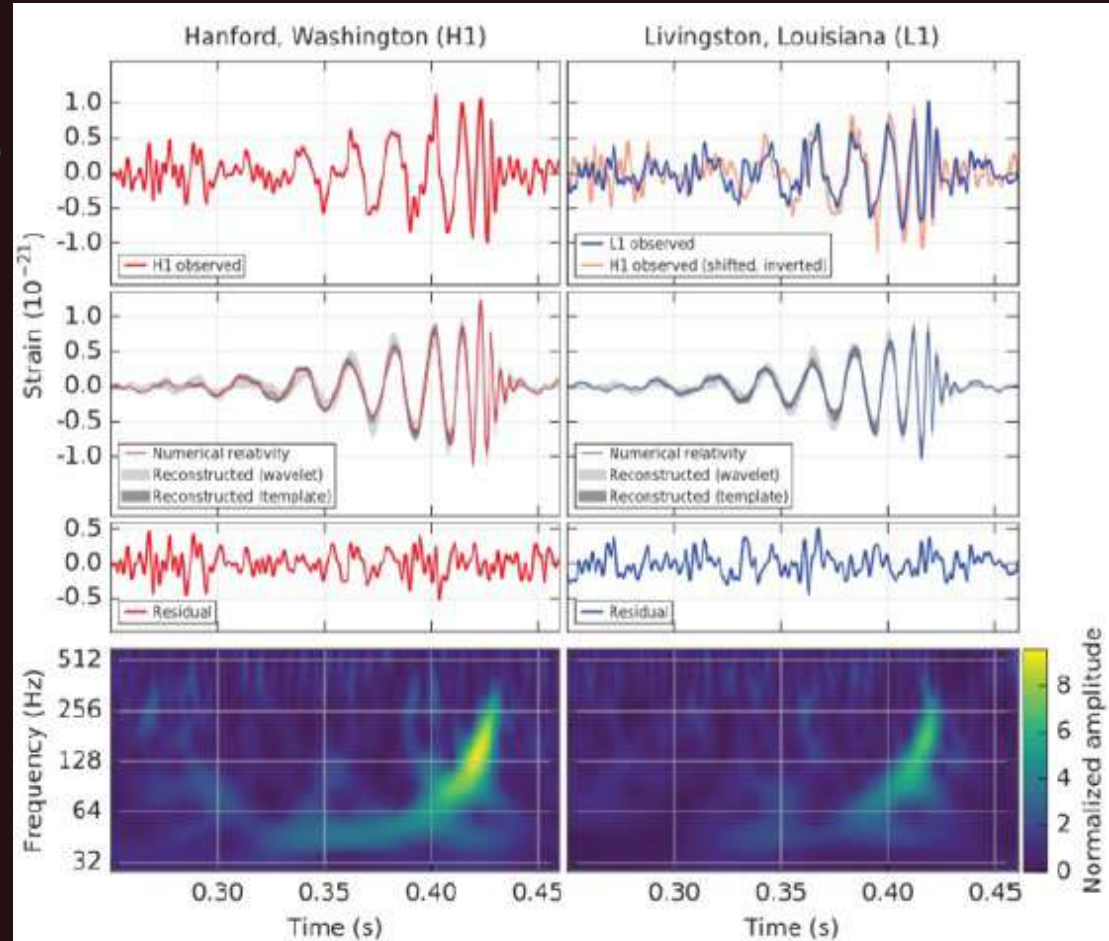 Hanford, Washington (H1)
Livingston, Louisiana (L1)
1.0
0.5
0.0
-0.5
-1.0
H1 observed
L1 observed
H1 observed (shifted, inverted)
Strain (10⁻²¹)
1.0
0.5
0.0
-0.5
-1.0
Numerical relativity
Reconstructed (wavelet)
Reconstructed (template)
Numerical relativity
Reconstructed (wavelet)
Reconstructed (template)
0.5
0.0
-0.5
Residual
Residual
Frequency (Hz)
512
256
128
64
32
8
6
4
2
0
Normalized amplitude
0.30 0.35 0.40 0.45
0.30 0.35 0.40 0.45
Time (s)
Time (s)